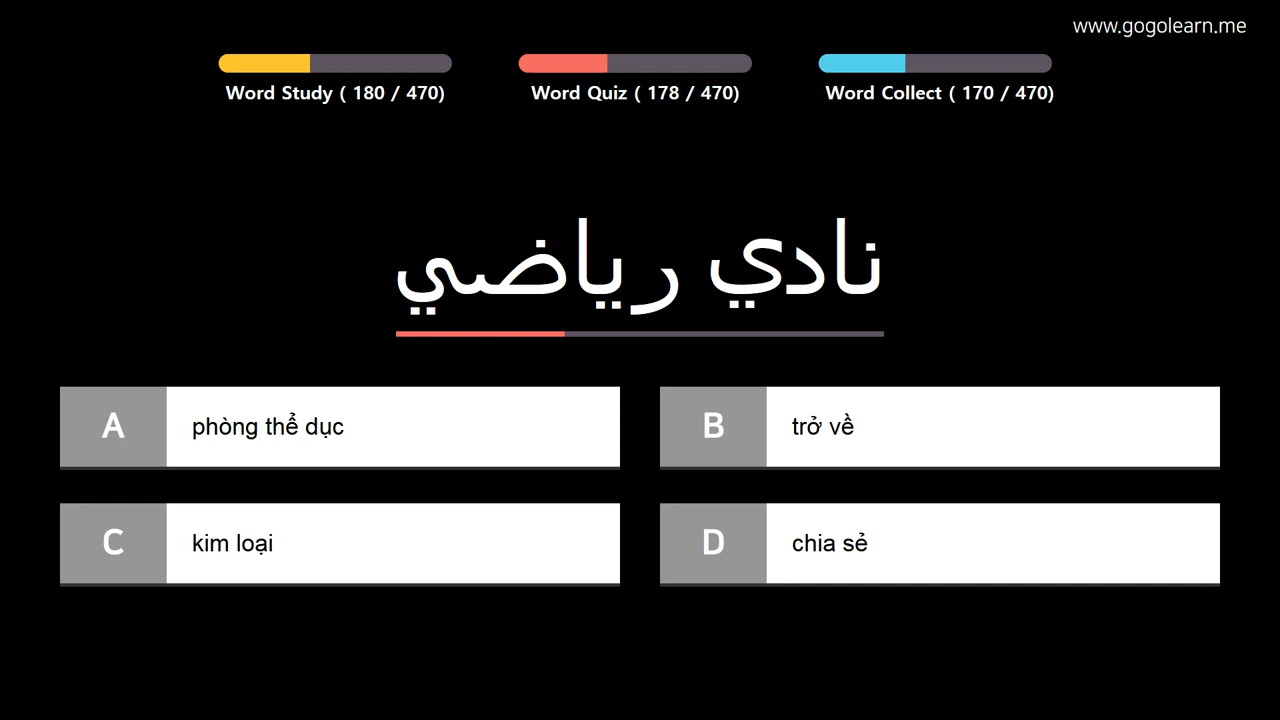 www.gogolearn.me
Word Study ( 180 / 470)
Word Quiz ( 178 / 470)
Word Collect ( 170 / 470)
نادي رياضي
A phòng thể dục
B trở về
C kim loại
D chia sẻ